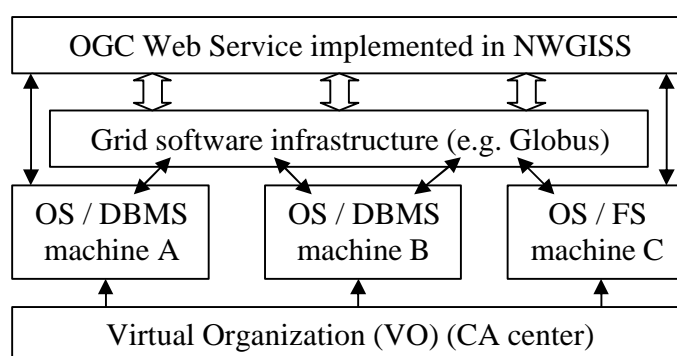 OGC Web Service implemented in NWGISS
Grid software infrastructure (e.g. Globus)
OS / DBMS
machine A
OS / DBMS
machine B
OS / FS
machine C
Virtual Organization (VO) (CA center)